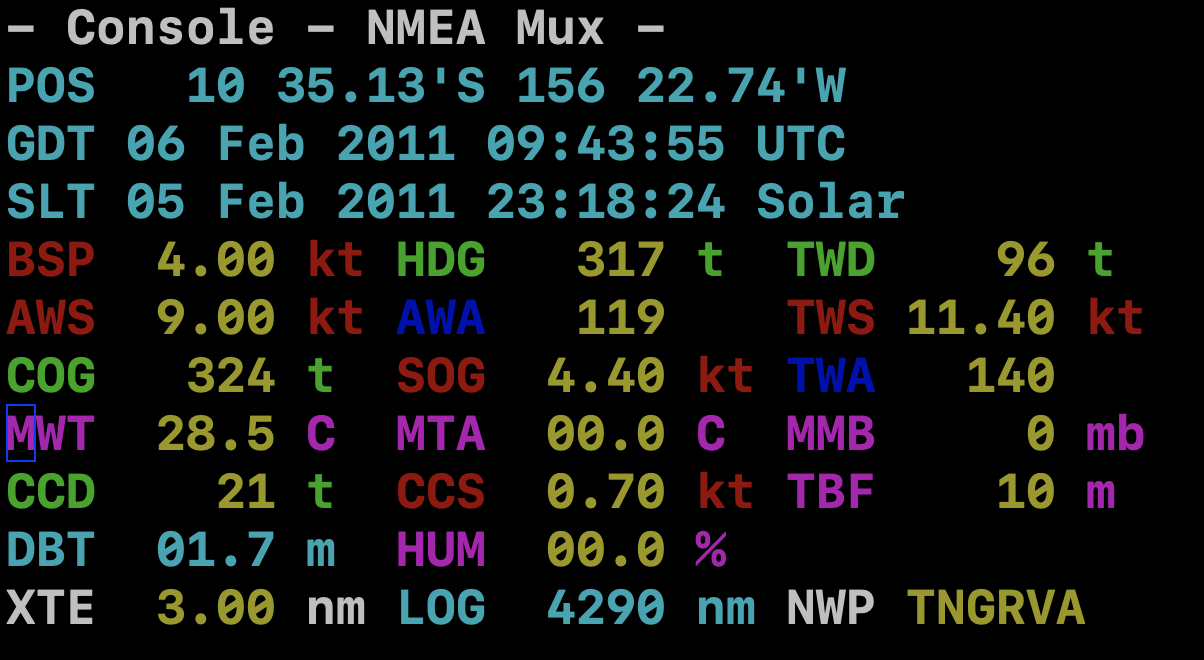 - Console - NMEA Mux -
POS   10 35.13'S 156 22.74'W
GDT 06 Feb 2011 09:43:55 UTC
SLT 05 Feb 2011 23:18:24 Solar
BSP  4.00 kt HDG   317 t  TWD    96 t
AWS  9.00 kt AWA   119    TWS 11.40 kt
COG   324 t  SOG  4.40 kt TWA   140
MWT  28.5 C  MTA  00.0 C  MMB     0 mb
CCD    21 t  CCS  0.70 kt TBF    10 m
DBT  01.7 m  HUM  00.0 %
XTE  3.00 nm LOG  4290 nm NWP TNGRVA